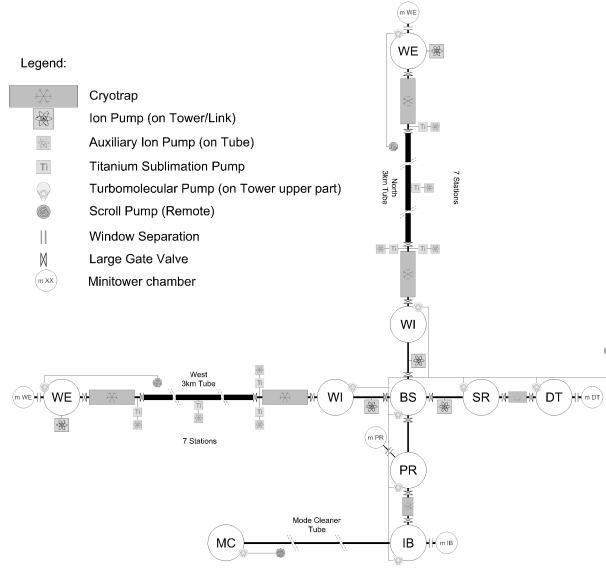 m WE
WE
Legend:
Cryotrap
Ion Pump (on Tower/Link)
Auxiliary Ion Pump (on Tube)
Ti
Titanium Sublimation Pump
Turbomolecular Pump (on Tower upper part)
Scroll Pump (Remote)
Window Separation
Large Gate Valve
m XX
Minitower chamber
Ti
Ti
North
3km Tube
7 Stations
Ti
Ti
WI
West
3km Tube
Ti
m WE
WE
WI
BS
SR
DT
m DT
Ti
Ti
Ti
7 Stations
m PR
PR
Mode Cleaner
Tube
MC
IB
m IB